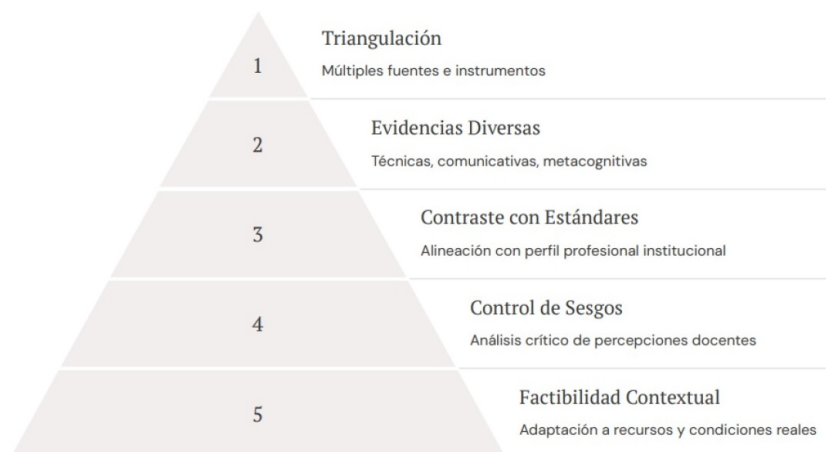 1
Triangulación
Múltiples fuentes e instrumentos
2
Evidencias Diversas
Técnicas, comunicativas, metacognitivas
3
Contraste con Estándares
Alineación con perfil profesional institucional
4
Control de Sesgos
Análisis crítico de percepciones docentes
5
Factibilidad Contextual
Adaptación a recursos y condiciones reales